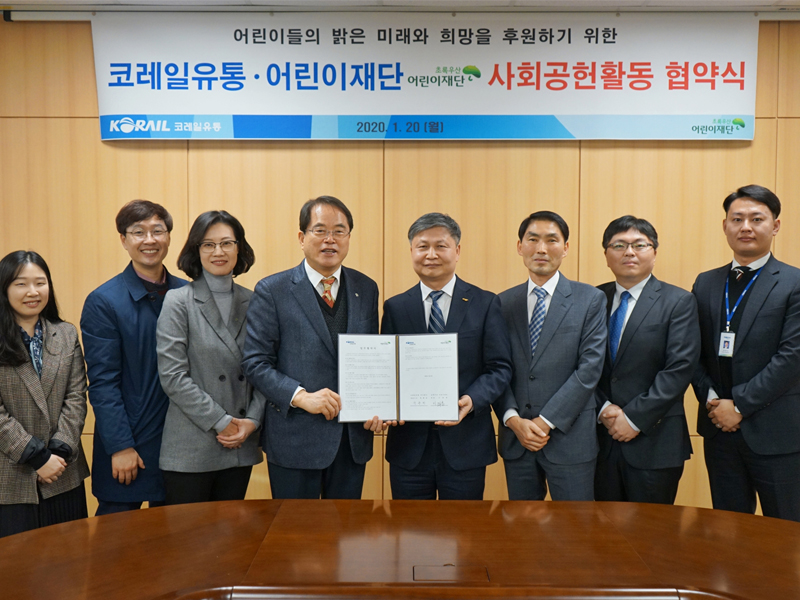 어린이들의 밝은 미래와 희망을 후원하기 위한
코레일유통·어린이재단 초록우산 어린이재단 사회공헌활동 협약식
KORAIL 코레일유통 2020. 1. 20 (월) 초록우산 어린이재단